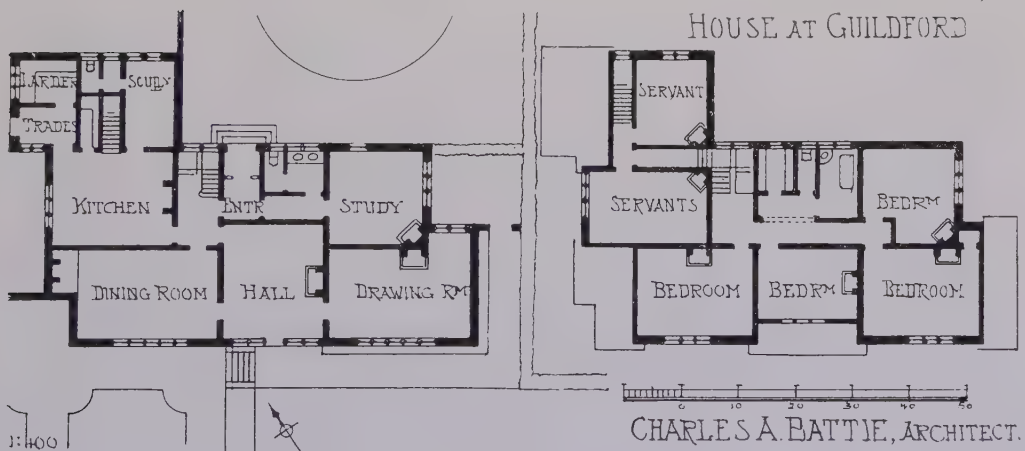 HOUSE AT GUILDFORD
LARDER
SCULLY
TRADES
KITCHEN
ENTR
STUDY
DINING ROOM
HALL
DRAWING RM
1:400
SERVANT
SERVANTS
BEDRM
BEDROOM
BEDRM
BEDROOM
0 10 20 30 40 50
CHARLES A. BATTIE, ARCHITECT.